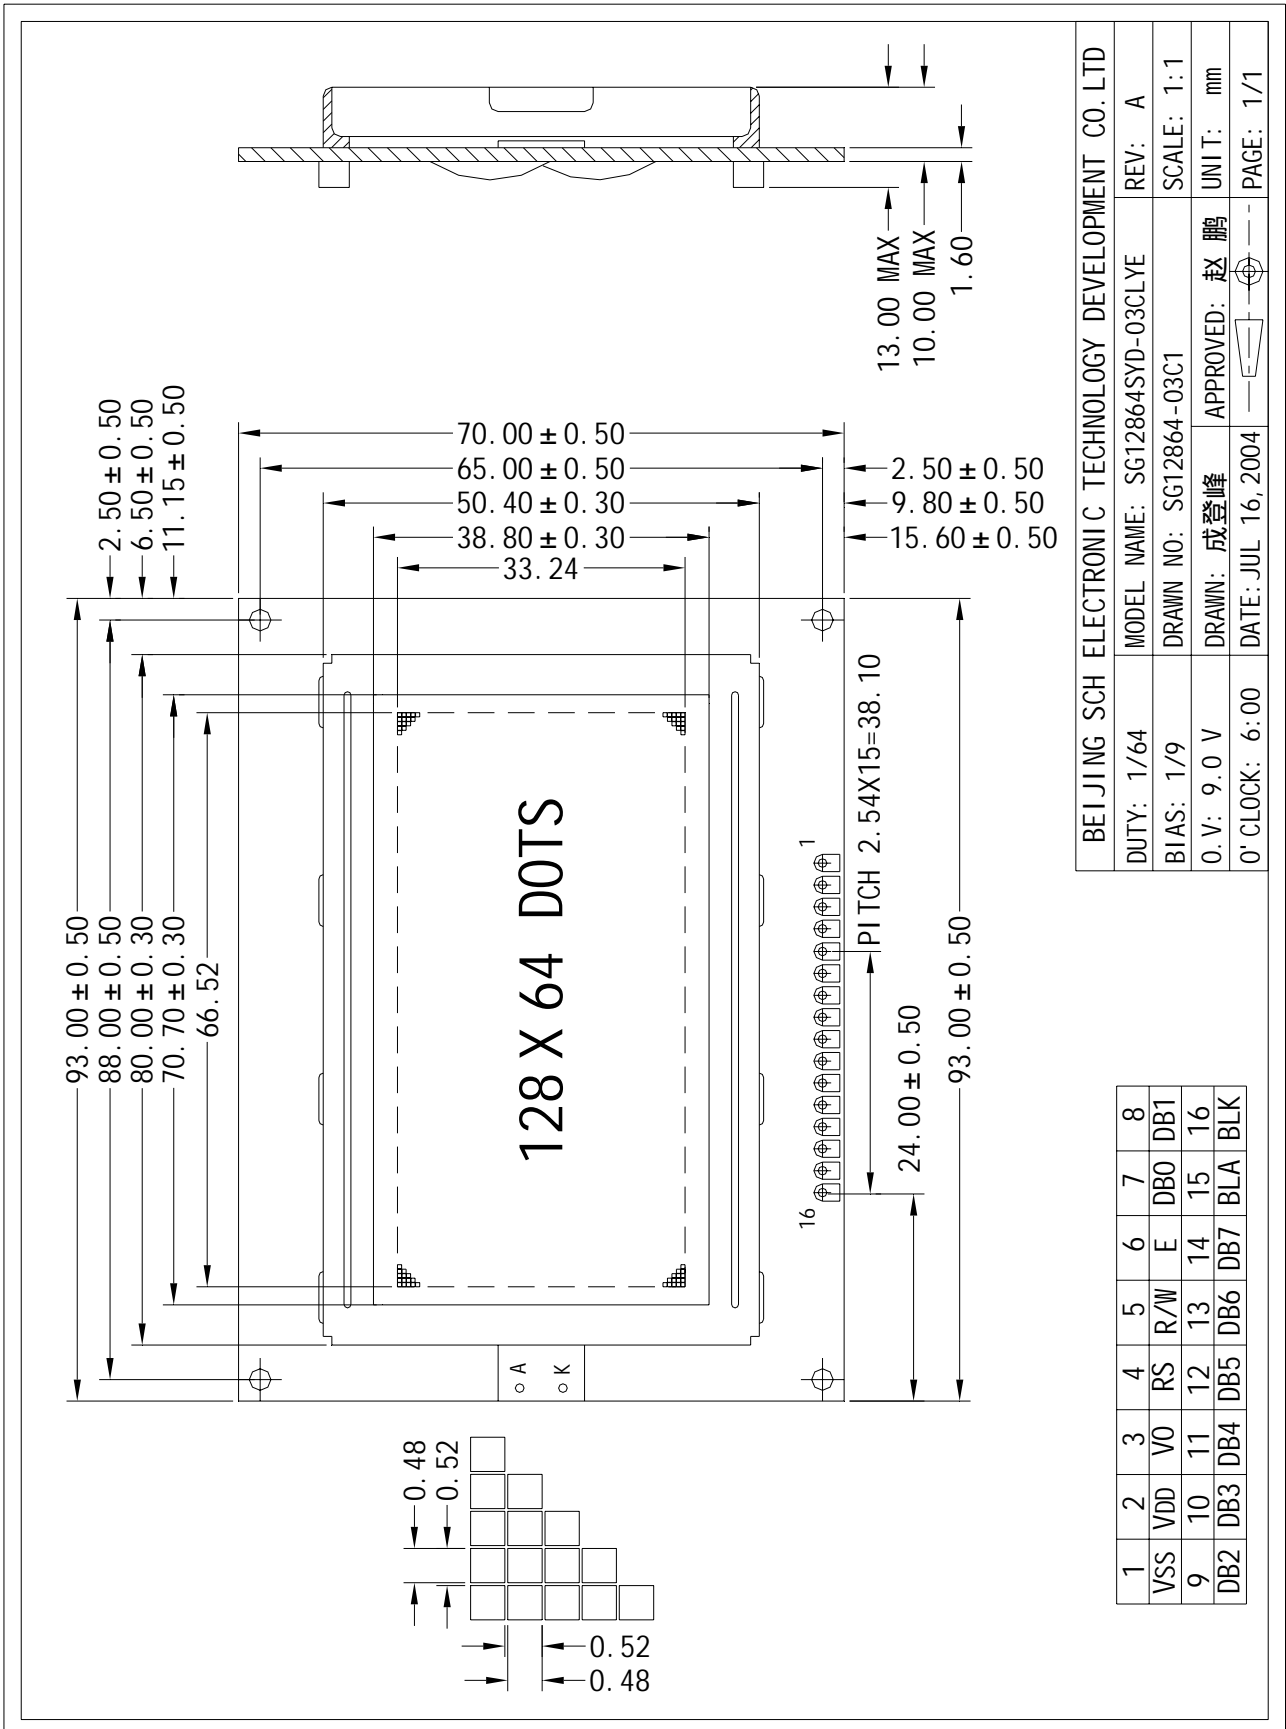 93.00±0.50
88.00±0.50
80.00±0.30
70.70±0.30
66.52
2.50±0.50
6.50±0.50
11.15±0.50
70.00±0.50
65.00±0.50
50.40±0.30
38.80±0.30
33.24
2.50±0.50
9.80±0.50
15.60±0.50
13.00 MAX
10.00 MAX
1.60
128 X 64 DOTS
A
K
16
1
PITCH 2.54X15=38.10
24.00±0.50
93.00±0.50
0.48
0.52
0.52
0.48
1 2 3 4 5 6 7 8
VSS VDD VO RS R/W E DB0 DB1
9 10 11 12 13 14 15 16
DB2 DB3 DB4 DB5 DB6 DB7 BLA BLK
BEIJING SCH ELECTRONIC TECHNOLOGY DEVELOPMENT CO.LTD
DUTY: 1/64 MODEL NAME: SG12864SYD-03CLYE REV: A
BIAS: 1/9 DRAWN NO: SG12864-03C1 SCALE: 1:1
O.V: 9.0 V DRAWN: 成登峰 APPROVED: 赵 鹏 UNIT: mm
O'CLOCK: 6:00 DATE: JUL 16,2004 PAGE: 1/1